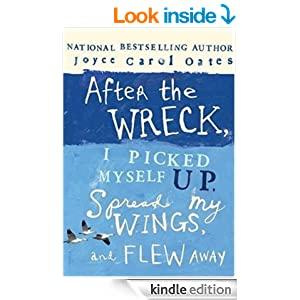 Look inside
NATIONAL BESTSELLING AUTHOR
Joyce Carol Oates
After the
WRECK,
I PICKED
MYSELF UP,
Spread my
WINGS,
and FLEW AWAY
kindle edition